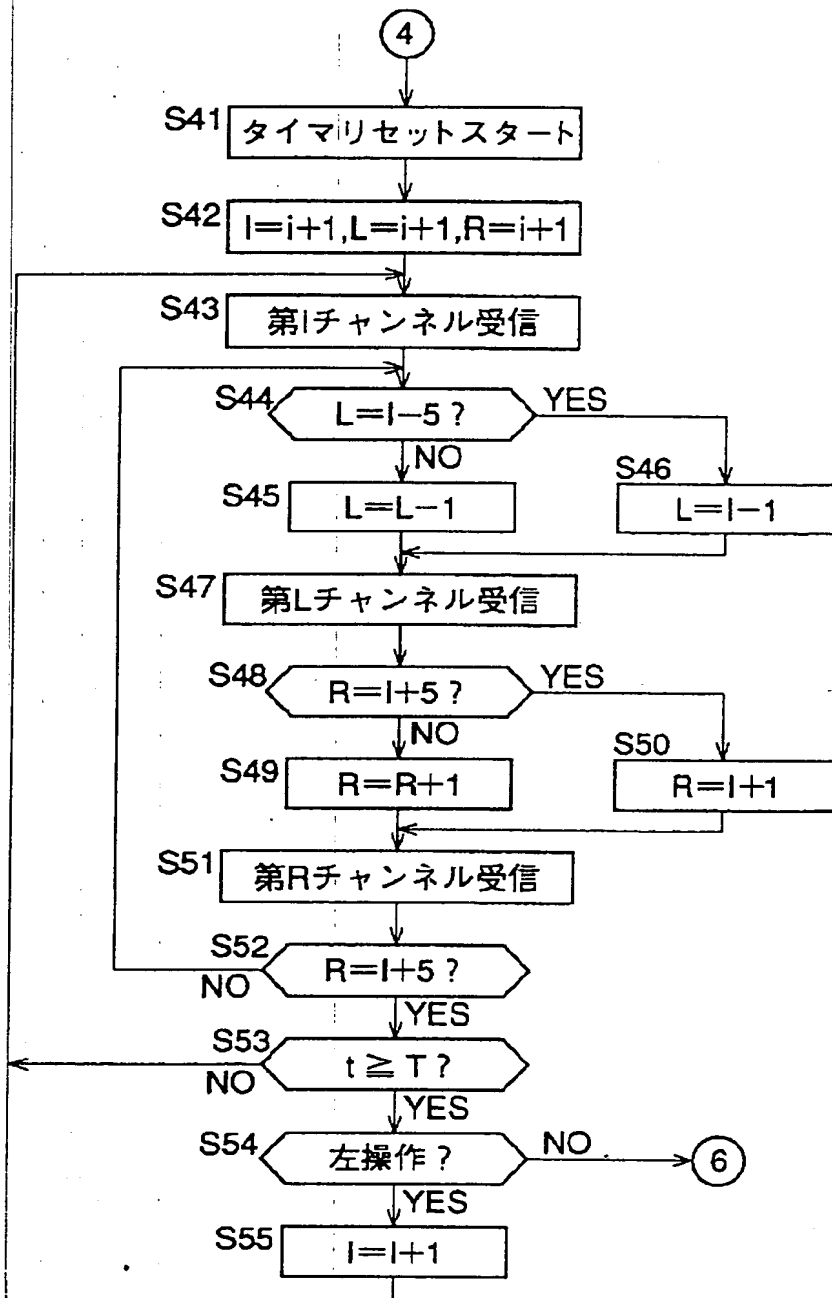 4
S41
タイマリセットスタート
S42
I=i+1,L=i+1,R=i+1
S43
第Iチャンネル受信
S44
L=I−5?
YES
NO
S45
L=L−1
S46
L=I−1
S47
第Lチャンネル受信
S48
R=I+5?
YES
NO
S49
R=R+1
S50
R=I+1
S51
第Rチャンネル受信
S52
R=I+5?
NO
YES
S53
t≧T?
NO
YES
S54
左操作?
NO
6
YES
S55
I=I+1